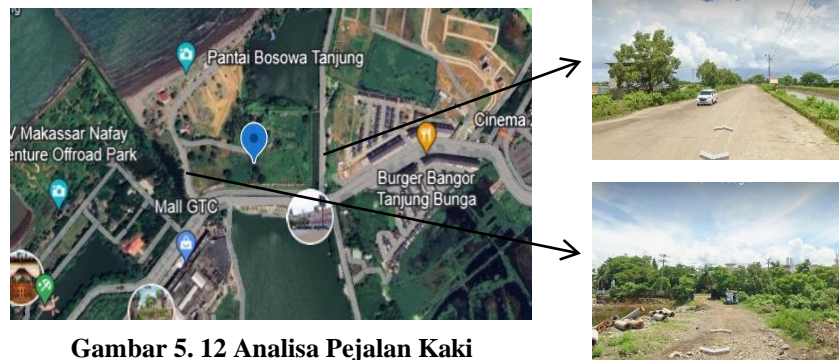 Pantai Bosowa Tanjung
Makassar Nafay
enture Offroad Park
Cinema
Burger Bangor
Tanjung Bunga
Mall GTC
Gambar 5. 12 Analisa Pejalan Kaki